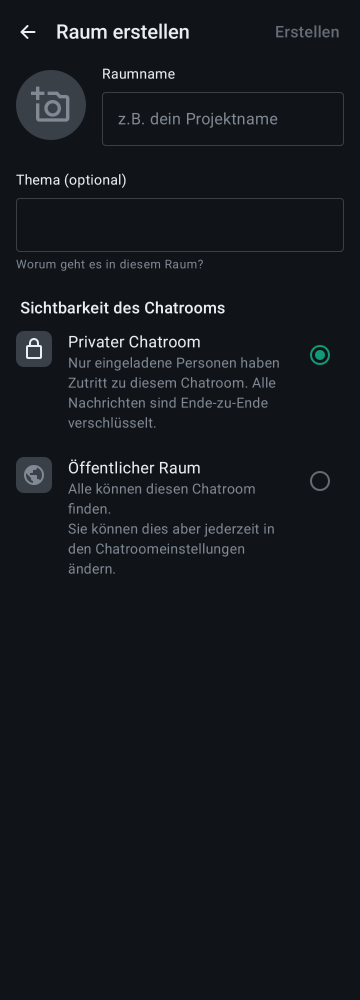 Raum erstellen
Erstellen
Raumname
z.B. dein Projektname
Thema (optional)
Worum geht es in diesem Raum?
Sichtbarkeit des Chatrooms
Privater Chatroom
Nur eingeladene Personen haben
Zutritt zu diesem Chatroom. Alle
Nachrichten sind Ende-zu-Ende
verschlüsselt.
Öffentlicher Raum
Alle können diesen Chatroom
finden.
Sie können dies aber jederzeit in
den Chatroomeinstellungen
ändern.